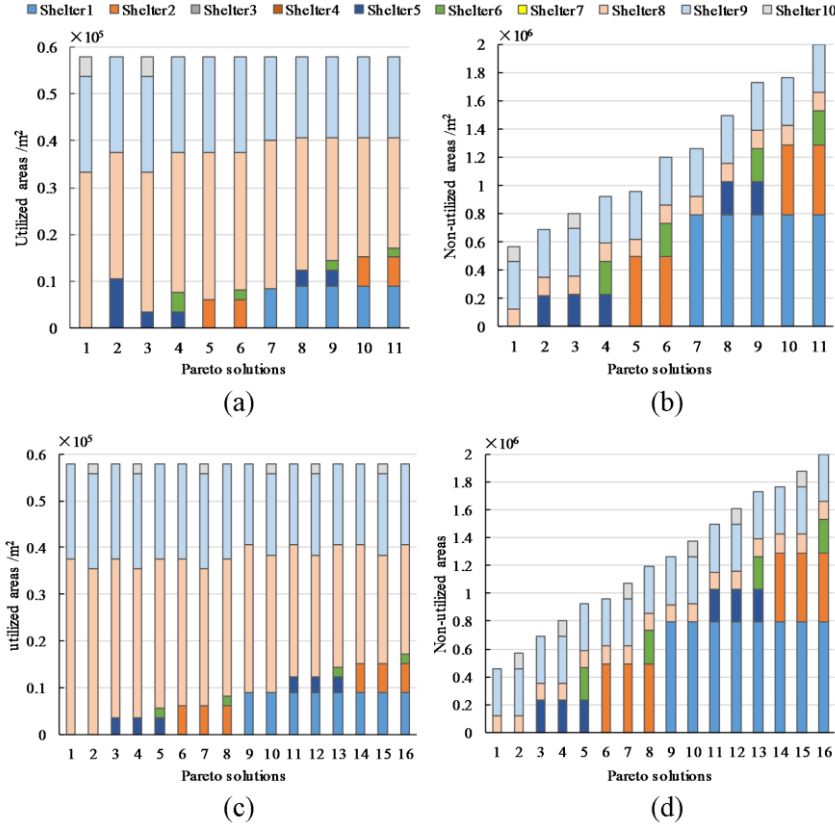 Shelter1 Shelter2 Shelter3 Shelter4 Shelter5 Shelter6 Shelter7 Shelter8 Shelter9 Shelter10
×10⁵
0.6
0.5
0.4
0.3
0.2
0.1
0
Utilized areas /m²
1 2 3 4 5 6 7 8 9 10 11
Pareto solutions
(a)
×10⁶
2
1.8
1.6
1.4
1.2
1
0.8
0.6
0.4
0.2
0
Non-utilized areas /m²
1 2 3 4 5 6 7 8 9 10 11
Pareto solutions
(b)
×10⁵
0.6
0.5
0.4
0.3
0.2
0.1
0
utilized areas /m²
1 2 3 4 5 6 7 8 9 10 11 12 13 14 15 16
Pareto solutions
(c)
×10⁶
2
1.8
1.6
1.4
1.2
1
0.8
0.6
0.4
0.2
0
Non-utilized areas
1 2 3 4 5 6 7 8 9 10 11 12 13 14 15 16
Pareto solutions
(d)